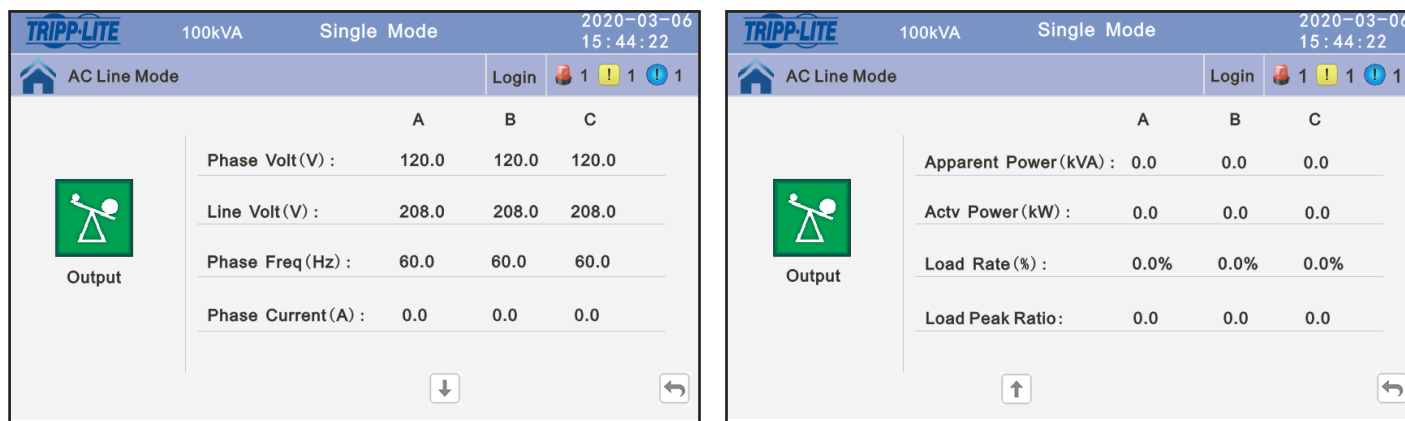 TRIPP·LITE 100kVA Single Mode 2020-03-06
15:44:22
AC Line Mode Login 1 ! 1 ! 1
A B C
Phase Volt(V) : 120.0 120.0 120.0
Line Volt(V) : 208.0 208.0 208.0
Phase Freq(Hz) : 60.0 60.0 60.0
Phase Current(A) : 0.0 0.0 0.0
Output
TRIPP·LITE 100kVA Single Mode 2020-03-06
15:44:22
AC Line Mode Login 1 ! 1 ! 1
A B C
Apparent Power(kVA) : 0.0 0.0 0.0
Actv Power(kW) : 0.0 0.0 0.0
Load Rate(%) : 0.0% 0.0% 0.0%
Load Peak Ratio: 0.0 0.0 0.0
Output